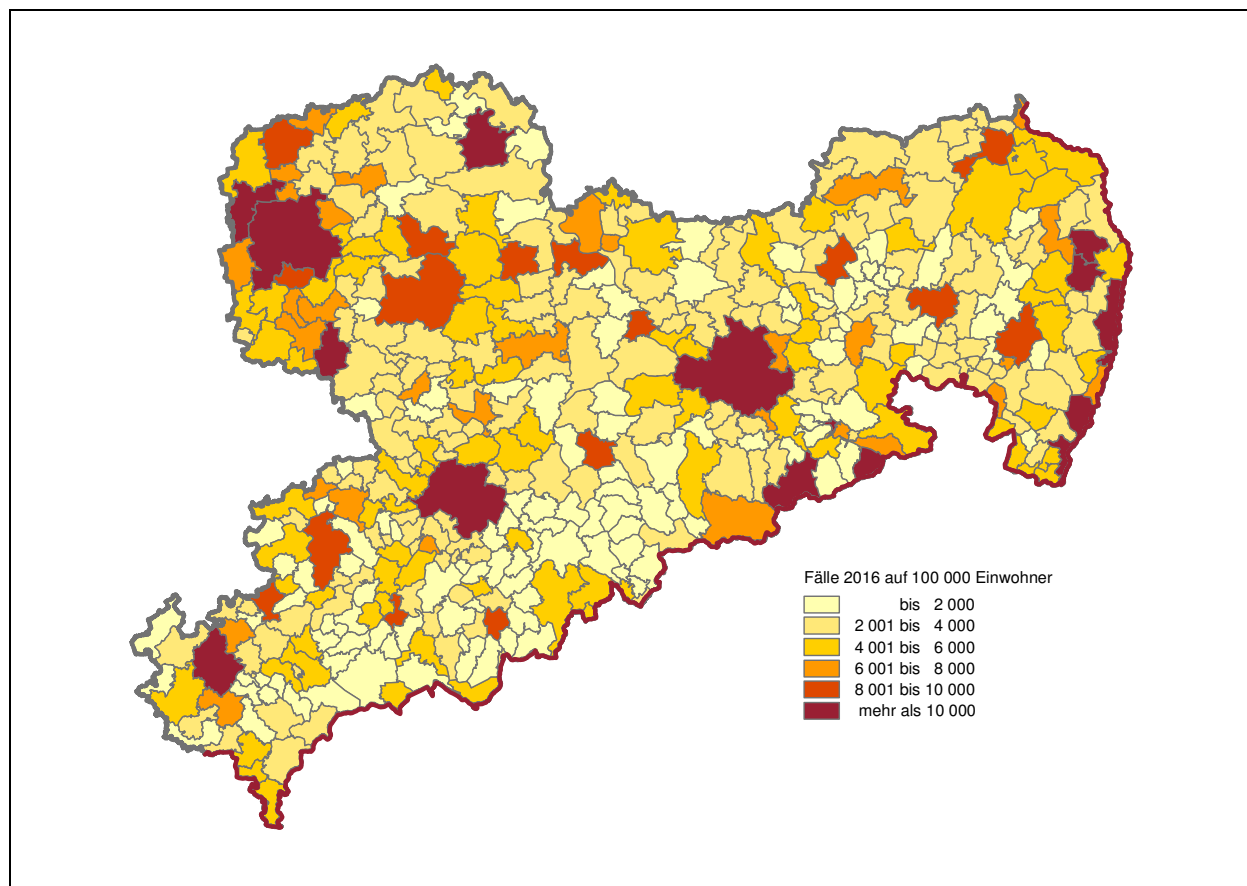 Fälle 2016 auf 100 000 Einwohner
bis 2 000
2 001 bis 4 000
4 001 bis 6 000
6 001 bis 8 000
8 001 bis 10 000
mehr als 10 000